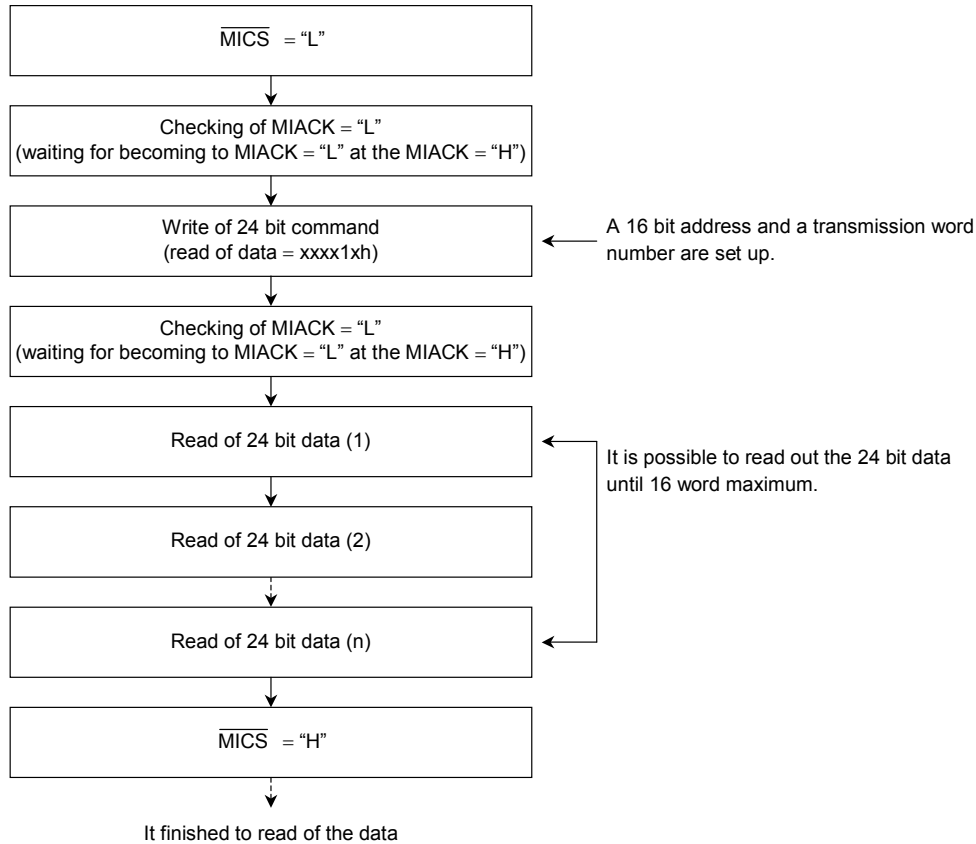 M̅I̅C̅S̅ = “L”
Checking of MIACK = “L”
(waiting for becoming to MIACK = “L” at the MIACK = “H”)
Write of 24 bit command
(read of data = xxxx1xh)
A 16 bit address and a transmission word
number are set up.
Checking of MIACK = “L”
(waiting for becoming to MIACK = “L” at the MIACK = “H”)
Read of 24 bit data (1)
It is possible to read out the 24 bit data
until 16 word maximum.
Read of 24 bit data (2)
Read of 24 bit data (n)
M̅I̅C̅S̅ = “H”
It finished to read of the data